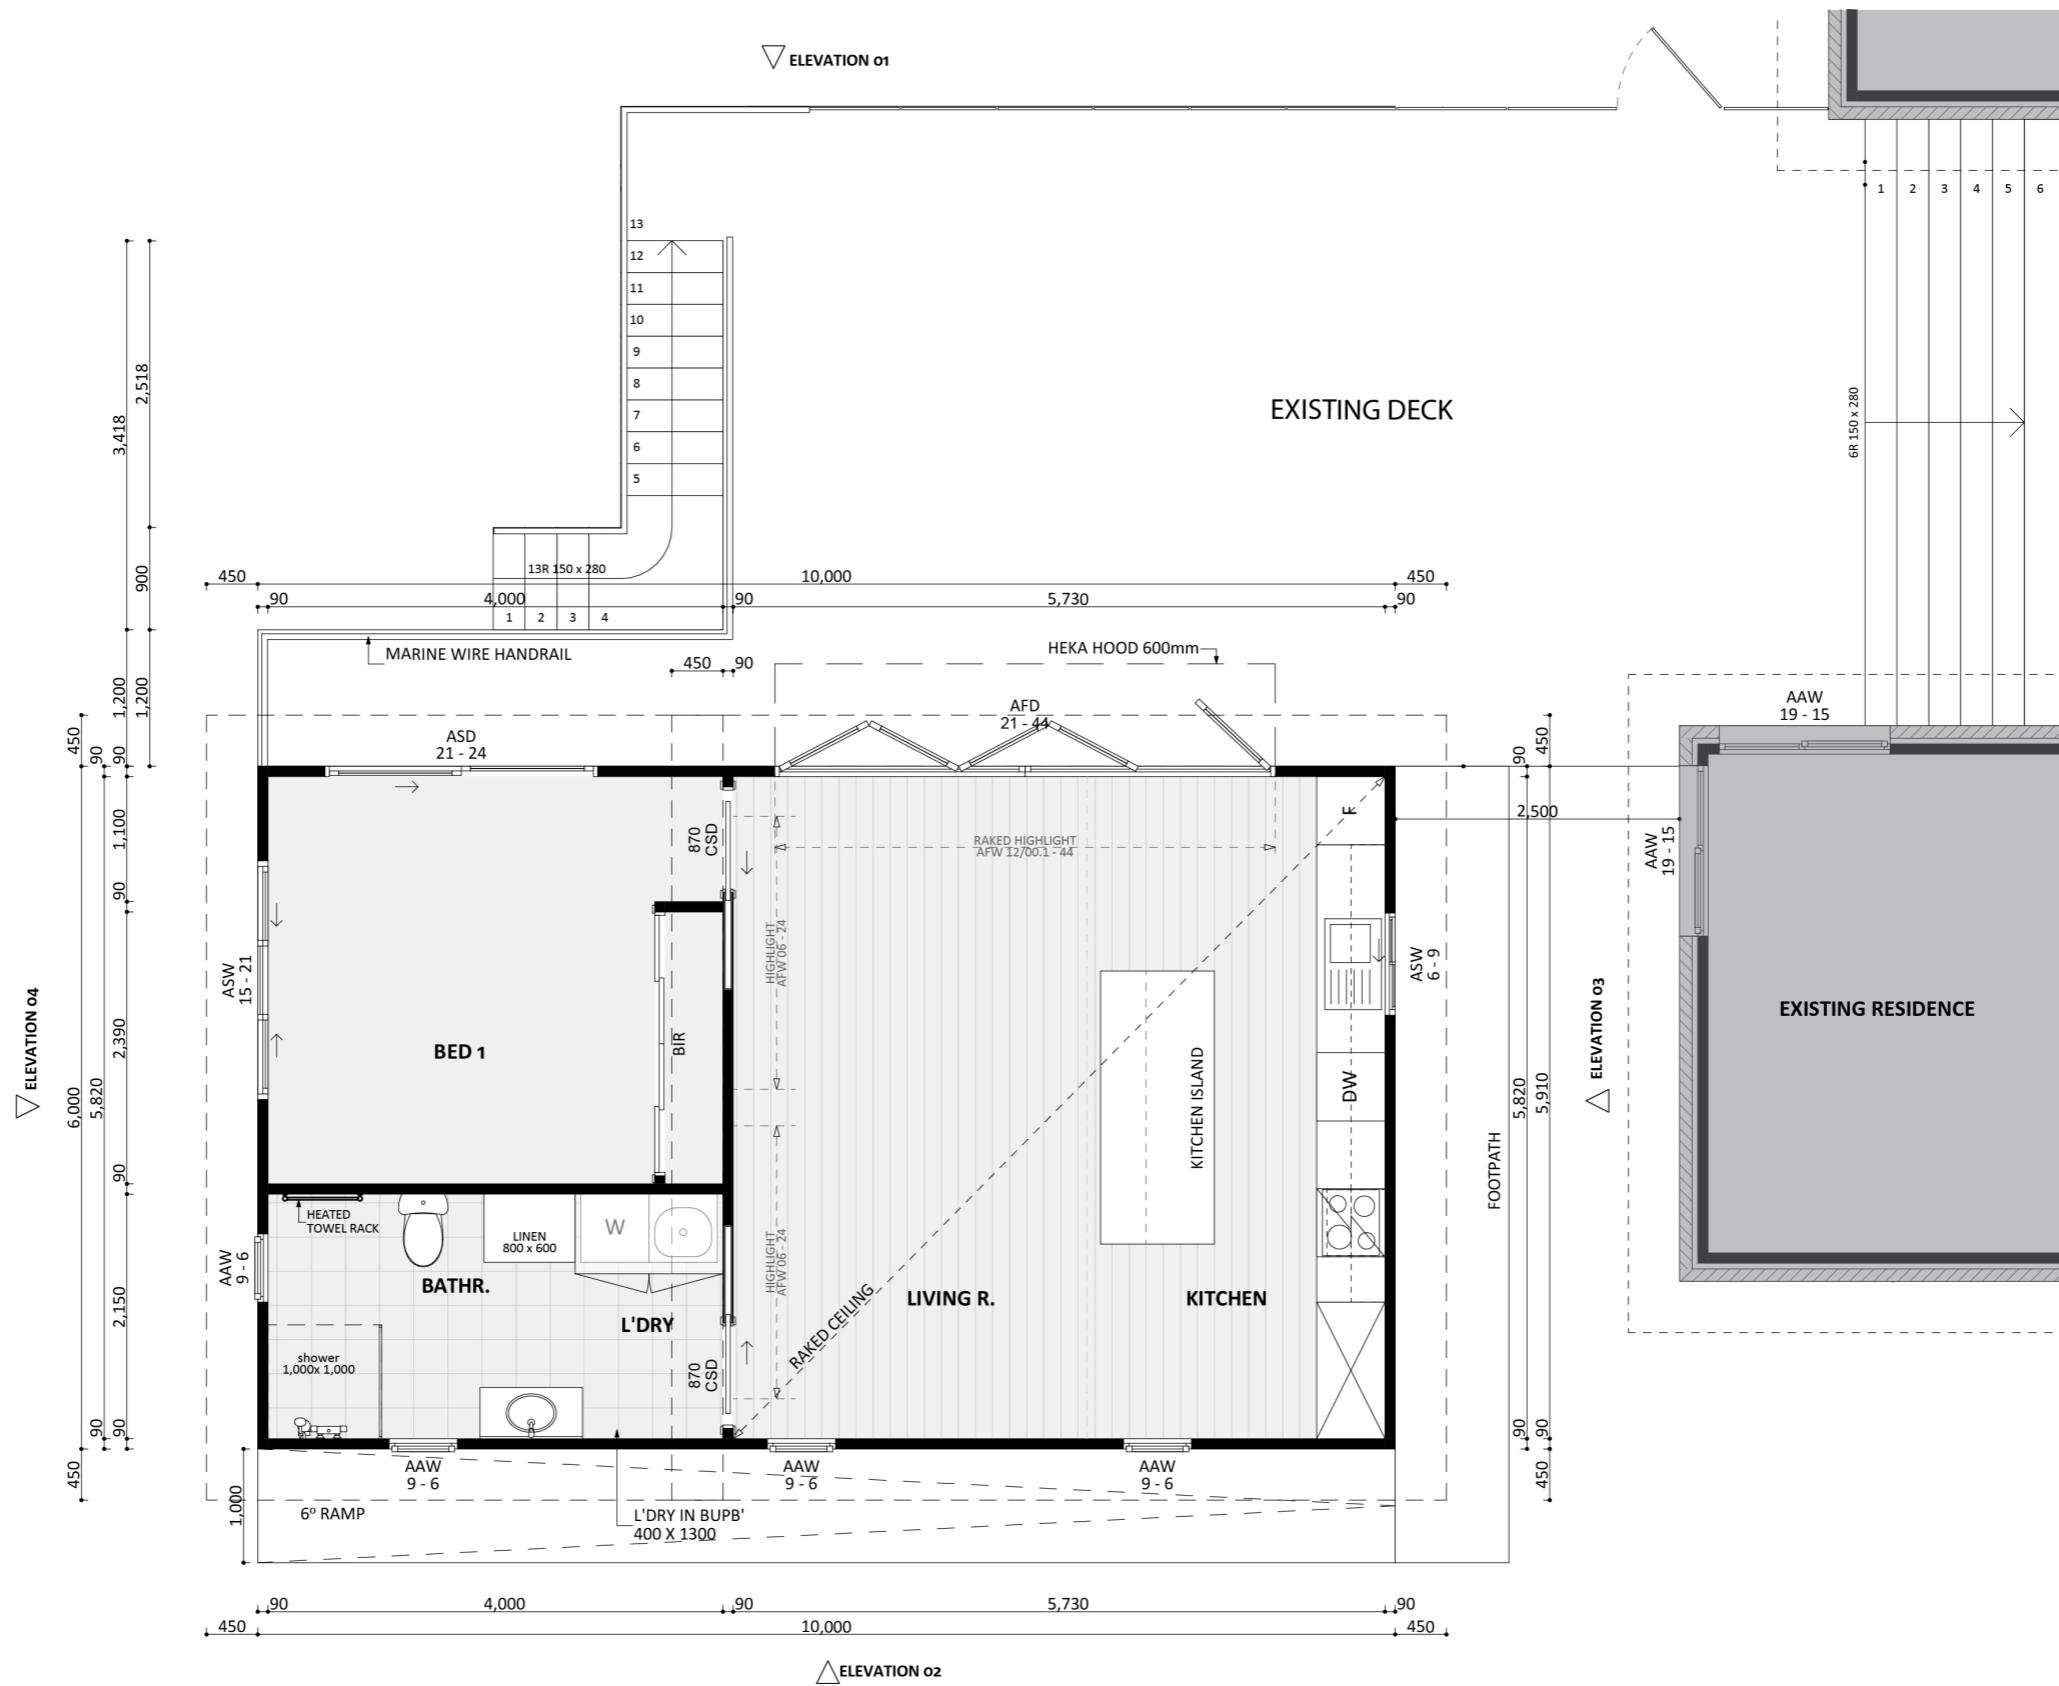 ELEVATION 01
1
2
3
4
5
6
13
12
11
10
9
8
7
6
5
6R 150 x 280
EXISTING DECK
2,518
3,418
900
1,200
1,200
13R 150 x 280
450
10,000
450
90
4,000
90
5,730
90
1
2
3
4
MARINE WIRE HANDRAIL
HEKA HOOD 600mm
450
90
AFD
21 - 44
AAW
19 - 15
ASD
21 - 24
450
90
90
90
450
870
CSD
F
RAKED HIGHLIGHT
AFW 12/00.1 - 44
2,500
AAW
19 - 15
1,100
90
HIGHLIGHT
AFW 06 - 24
ASW
15 - 21
ASW
6 - 9
EXISTING RESIDENCE
ELEVATION 04
ELEVATION 03
BED 1
BIR
KITCHEN ISLAND
DW
2,390
6,000
5,820
5,820
5,910
FOOTPATH
90
HEATED
TOWEL RACK
LINEN
800 x 600
W
AAW
9 - 6
BATHR.
L'DRY
HIGHLIGHT
AFW 06 - 24
LIVING R.
KITCHEN
RAKED CEILING
2,150
shower
1,000x 1,000
870
CSD
90
90
90
90
450
450
AAW
9 - 6
AAW
9 - 6
AAW
9 - 6
1,000
6º RAMP
L'DRY IN BUPB'
400 X 1300
90
4,000
90
5,730
90
450
10,000
450
ELEVATION 02